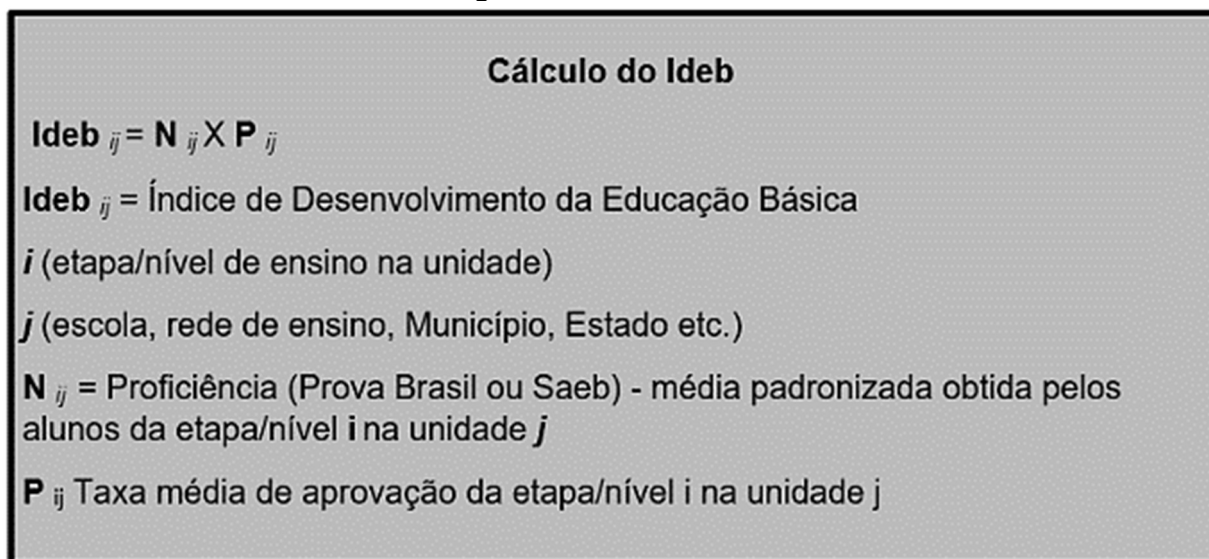 Cálculo do Ideb
Ideb ij = N ij X P ij
Ideb ij = Índice de Desenvolvimento da Educação Básica
i (etapa/nível de ensino na unidade)
j (escola, rede de ensino, Município, Estado etc.)
N ij = Proficiência (Prova Brasil ou Saeb) - média padronizada obtida pelos
alunos da etapa/nível i na unidade j
P ij Taxa média de aprovação da etapa/nível i na unidade j